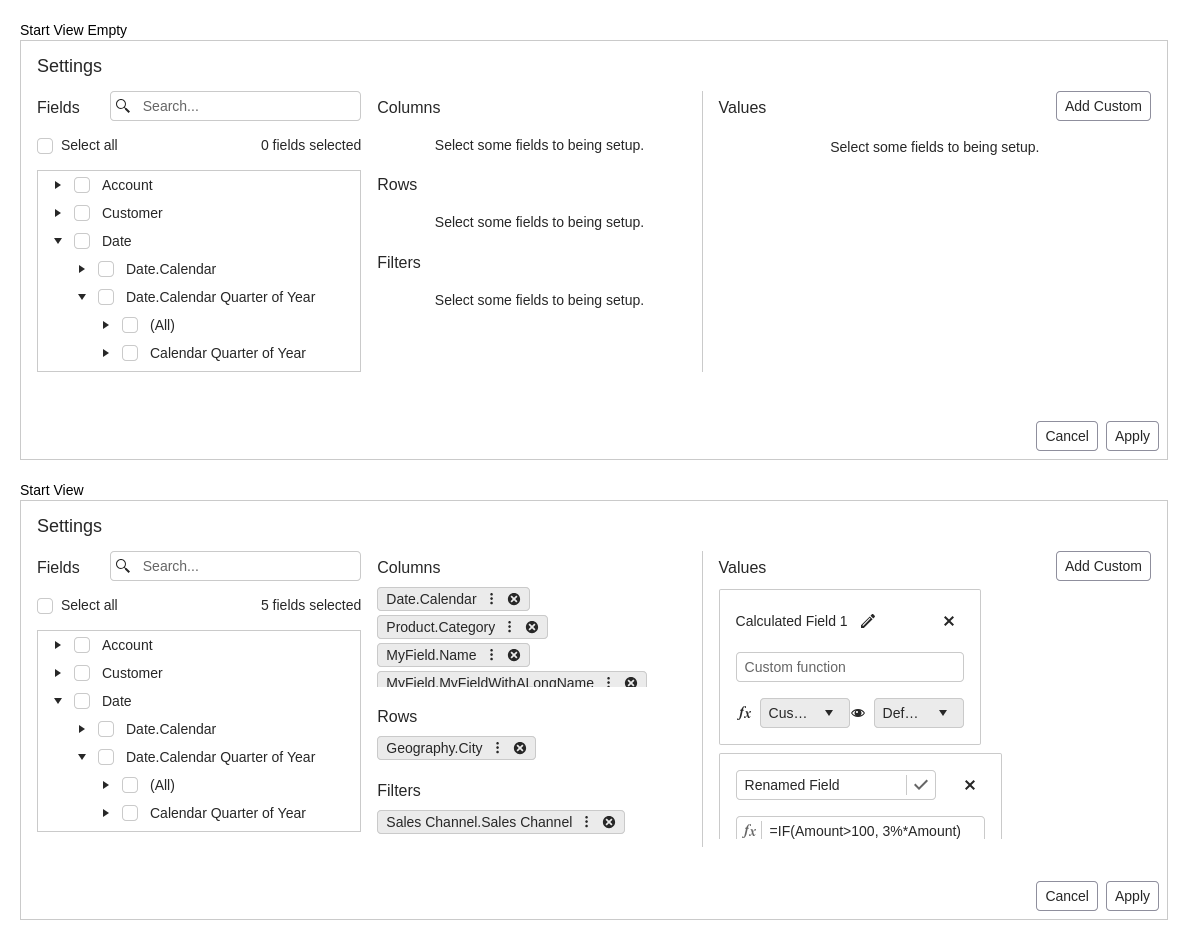 Start View Empty
Settings
Fields
Search...
Columns
Values
Add Custom
Select all
0 fields selected
Select some fields to being setup.
Select some fields to being setup.
Account
Rows
Customer
Select some fields to being setup.
Date
Filters
Date.Calendar
Date.Calendar Quarter of Year
Select some fields to being setup.
(All)
Calendar Quarter of Year
Cancel
Apply
Start View
Settings
Fields
Search...
Columns
Values
Add Custom
Select all
5 fields selected
Date.Calendar
Product.Category
MyField.Name
MyField.MyFieldWithALongName
Account
Customer
Date
Date.Calendar
Date.Calendar Quarter of Year
(All)
Calendar Quarter of Year
Rows
Geography.City
Filters
Sales Channel.Sales Channel
Calculated Field 1
Custom function
fx
Cus...
Def...
Renamed Field
fx
=IF(Amount>100, 3%*Amount)
Cancel
Apply